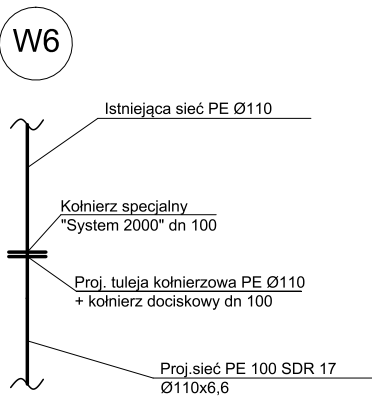 W6
Istniejąca sieć PE Ø110
Kołnierz specjalny
"System 2000" dn 100
Proj. tuleja kołnierzowa PE Ø110
+ kołnierz dociskowy dn 100
Proj.sieć PE 100 SDR 17
Ø110x6,6